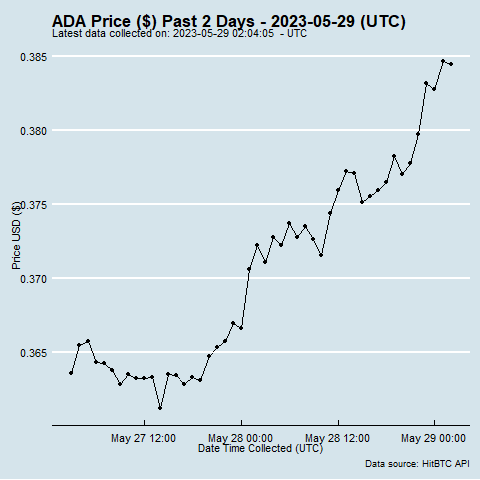 ADA Price ($) Past 2 Days - 2023-05-29 (UTC)
Latest data collected on: 2023-05-29 02:04:05 - UTC
0.385
0.380
0.375
0.370
0.365
Price USD ($)
May 27 12:00
May 28 00:00
May 28 12:00
May 29 00:00
Date Time Collected (UTC)
Data source: HitBTC API